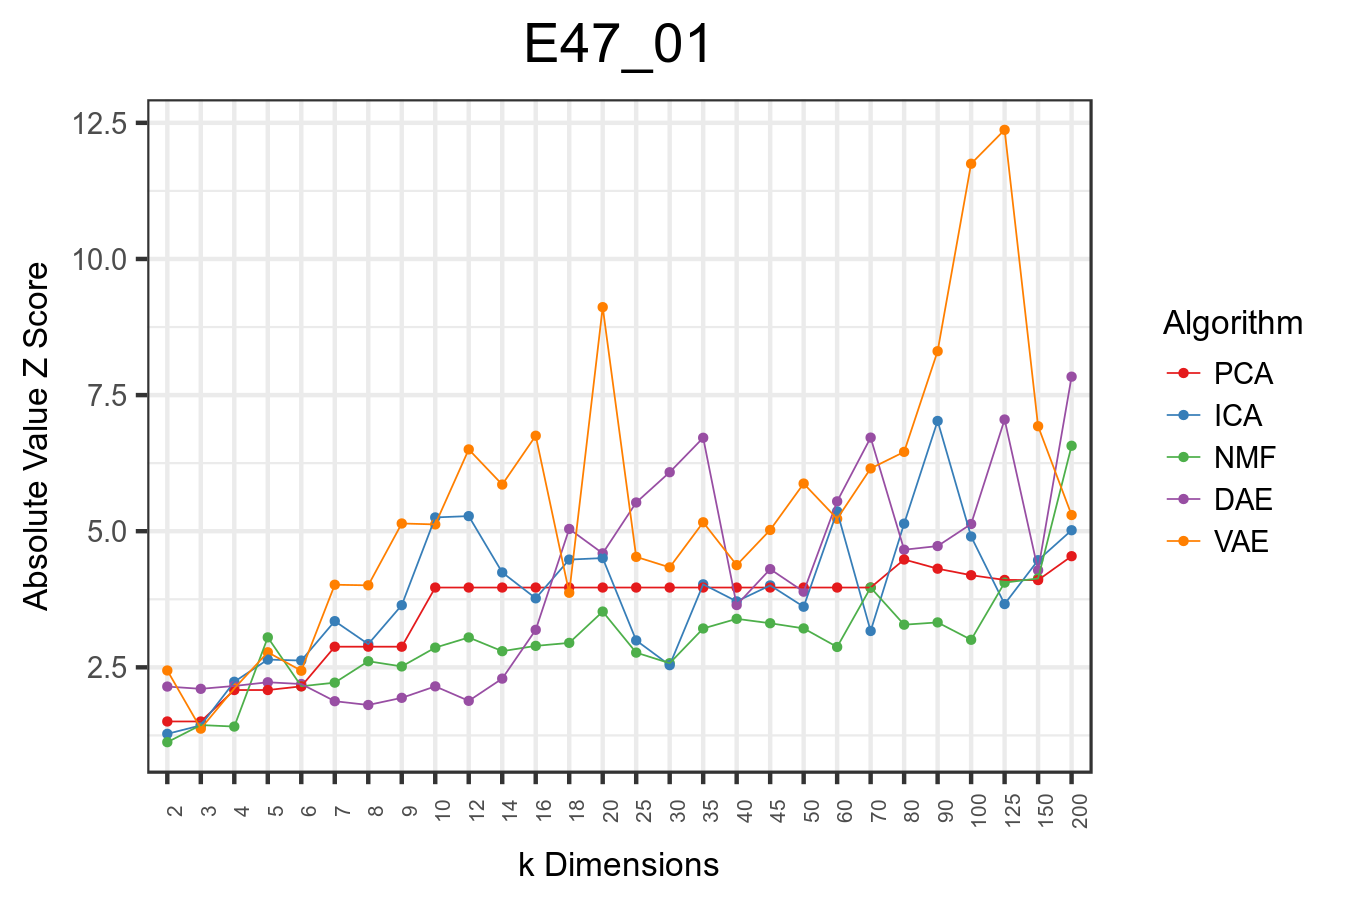 E47_01
Absolute Value Z Score
12.5
10.0
7.5
5.0
2.5
2 3 4 5 6 7 8 9 10 12 14 16 18 20 25 30 35 40 45 50 60 70 80 90 100 125 150 200
k Dimensions
Algorithm
PCA
ICA
NMF
DAE
VAE